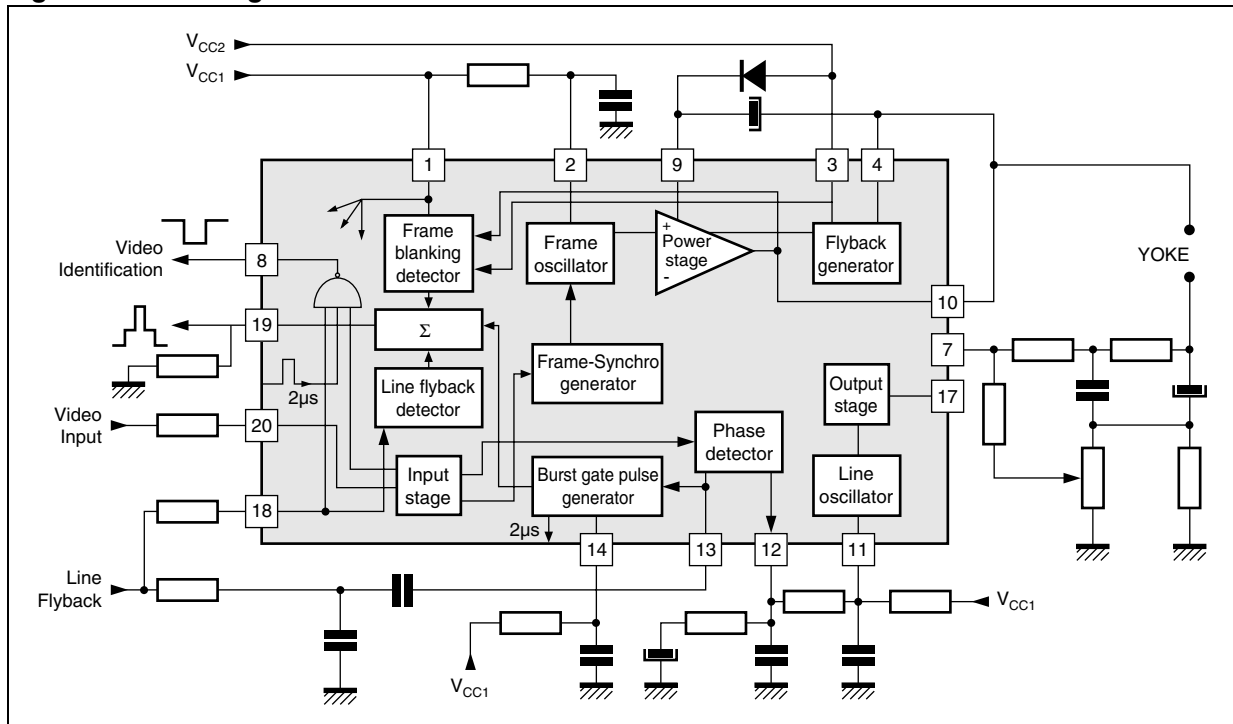 V_CC2
V_CC1
1
2
9
3
4
Video
Identification
8
Frame
blanking
detector
Frame
oscillator
+
Power
stage
-
Flyback
generator
YOKE
10
19
Σ
7
2µs
Line flyback
detector
Frame-Synchro
generator
Output
stage
17
Video
Input
20
Input
stage
Phase
detector
Burst gate pulse
generator
Line
oscillator
18
2µs
14
13
12
11
Line
Flyback
V_CC1
V_CC1